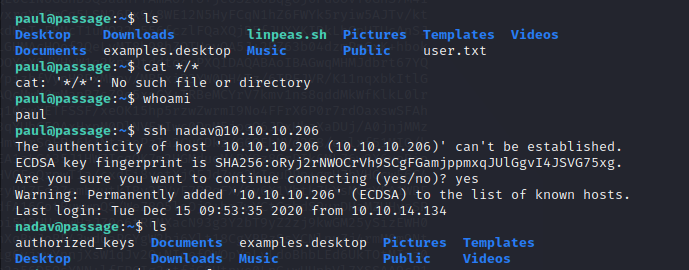 paul@passage:~$ ls
Desktop Downloads linpeas.sh Pictures Templates Videos
Documents examples.desktop Music Public user.txt
paul@passage:~$ cat */*
cat: '*/*': No such file or directory
paul@passage:~$ whoami
paul
paul@passage:~$ ssh nadav@10.10.10.206
The authenticity of host '10.10.10.206 (10.10.10.206)' can't be established.
ECDSA key fingerprint is SHA256:oRyj2rNWOCrVh9SCgFGamjppmxqJUlGgvI4JSVG75xg.
Are you sure you want to continue connecting (yes/no)? yes
Warning: Permanently added '10.10.10.206' (ECDSA) to the list of known hosts.
Last login: Tue Dec 15 09:53:35 2020 from 10.10.14.134
nadav@passage:~$ ls
authorized_keys Documents examples.desktop Pictures Templates
Desktop Downloads Music Public Videos